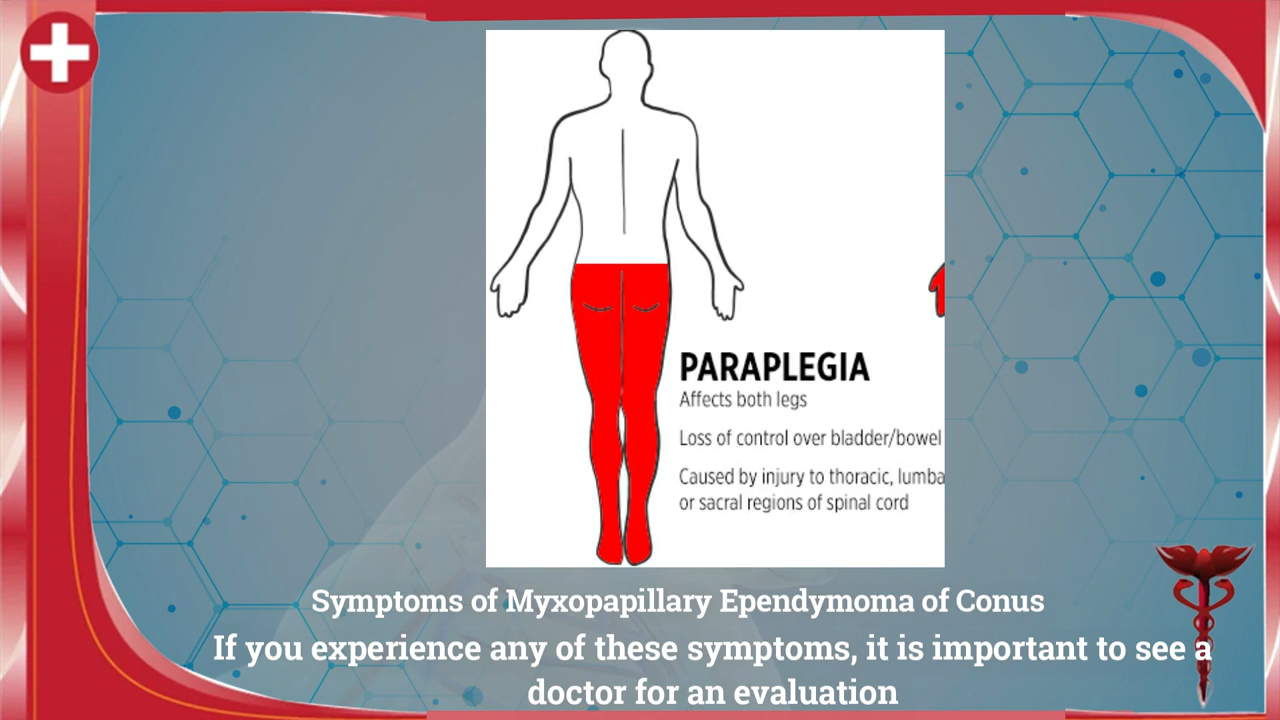 PARAPLEGIA
Affects both legs
Loss of control over bladder/bowel
Caused by injury to thoracic, lumba
or sacral regions of spinal cord
Symptoms of Myxopapillary Ependymoma of Conus
If you experience any of these symptoms, it is important to see a
doctor for an evaluation